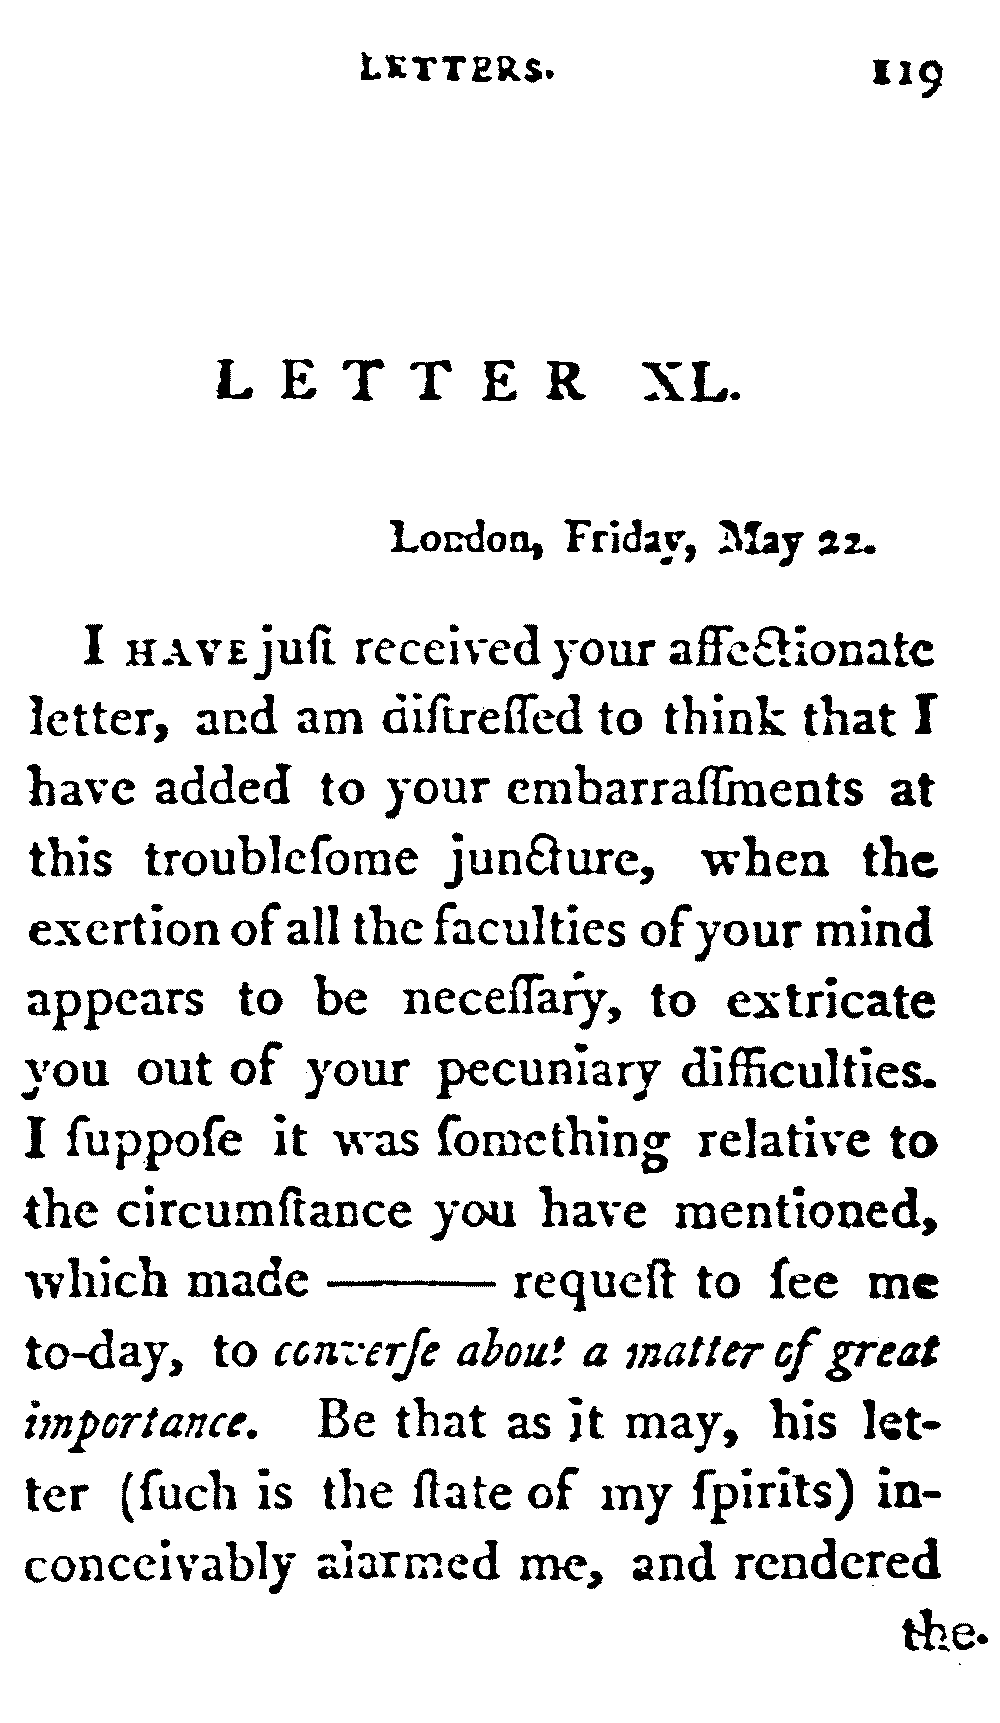 LETTERS. 119
LETTER XL.
London, Friday, May 22.
I HAVE juſt received your affectionate
letter, and am diſtreſſed to think that I
have added to your embarraſſments at
this troubleſome juncture, when the
exertion of all the faculties of your mind
appears to be neceſſary, to extricate
you out of your pecuniary difficulties.
I ſuppoſe it was ſomething relative to
the circumſtance you have mentioned,
which made ——— requeſt to ſee me
to-day, to converſe about a matter of great
importance. Be that as it may, his let-
ter (ſuch is the ſtate of my ſpirits) in-
conceivably alarmed me, and rendered
the